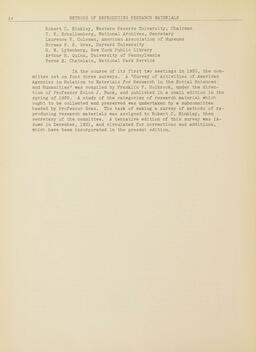 METHODS OF REPRODUCING RESEARCH MATERIALS
Robert C. Binkley, Western Reserve University, Chairman
T. R. Schellenberg, National Archives, Secretary
Laurence V. Coleman, American Association of Museums
Norman S. B. Gras, Harvard University
H. M. Lydenberg, New York Public Library
Arthur H. Quinn, University of Pennsylvania
Verne E. Chatelain, National Park Service
In the course of its first two meetings in 1930, the com-
mittee set on foot three surveys. A "Survey of Activities of American
Agencies in Relation to Materials for Research in the Social Sciences
and Humanities" was compiled by Franklin F. Holbrook, under the direc-
tion of Professor Solon J. Buck, and published in a small edition in the
spring of 1932. A study of the categories of research material which
ought to be collected and preserved was undertaken by a subcommittee
headed by Professor Gras. The task of making a survey of methods of re-
producing research materials was assigned to Robert C. Binkley, then
secretary of the committee. A tentative edition of this survey was is-
sued in December, 1931, and circulated for corrections and additions,
which have been incorporated in the present edition.